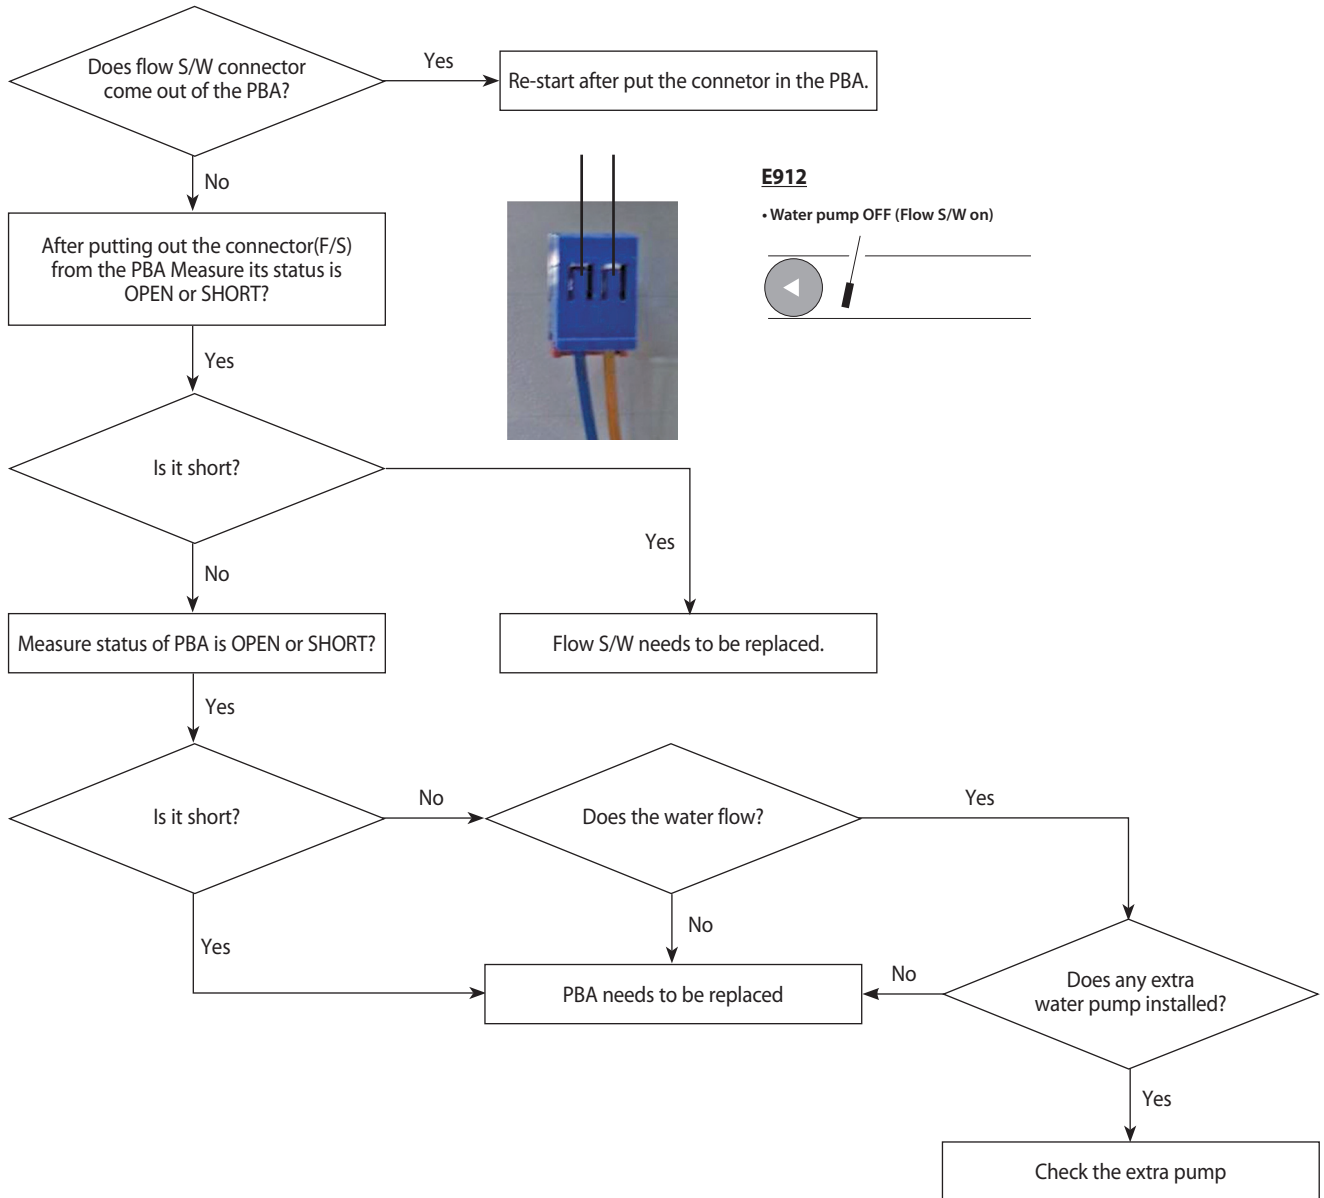 Does flow S/W connector
come out of the PBA?
Yes
Re-start after put the connetor in the PBA.
No
E912
• Water pump OFF (Flow S/W on)
After putting out the connector(F/S)
from the PBA Measure its status is
OPEN or SHORT?
Yes
Is it short?
Yes
No
Measure status of PBA is OPEN or SHORT?
Flow S/W needs to be replaced.
Yes
Is it short?
No
Does the water flow?
Yes
Yes
No
PBA needs to be replaced
No
Does any extra
water pump installed?
Yes
Check the extra pump